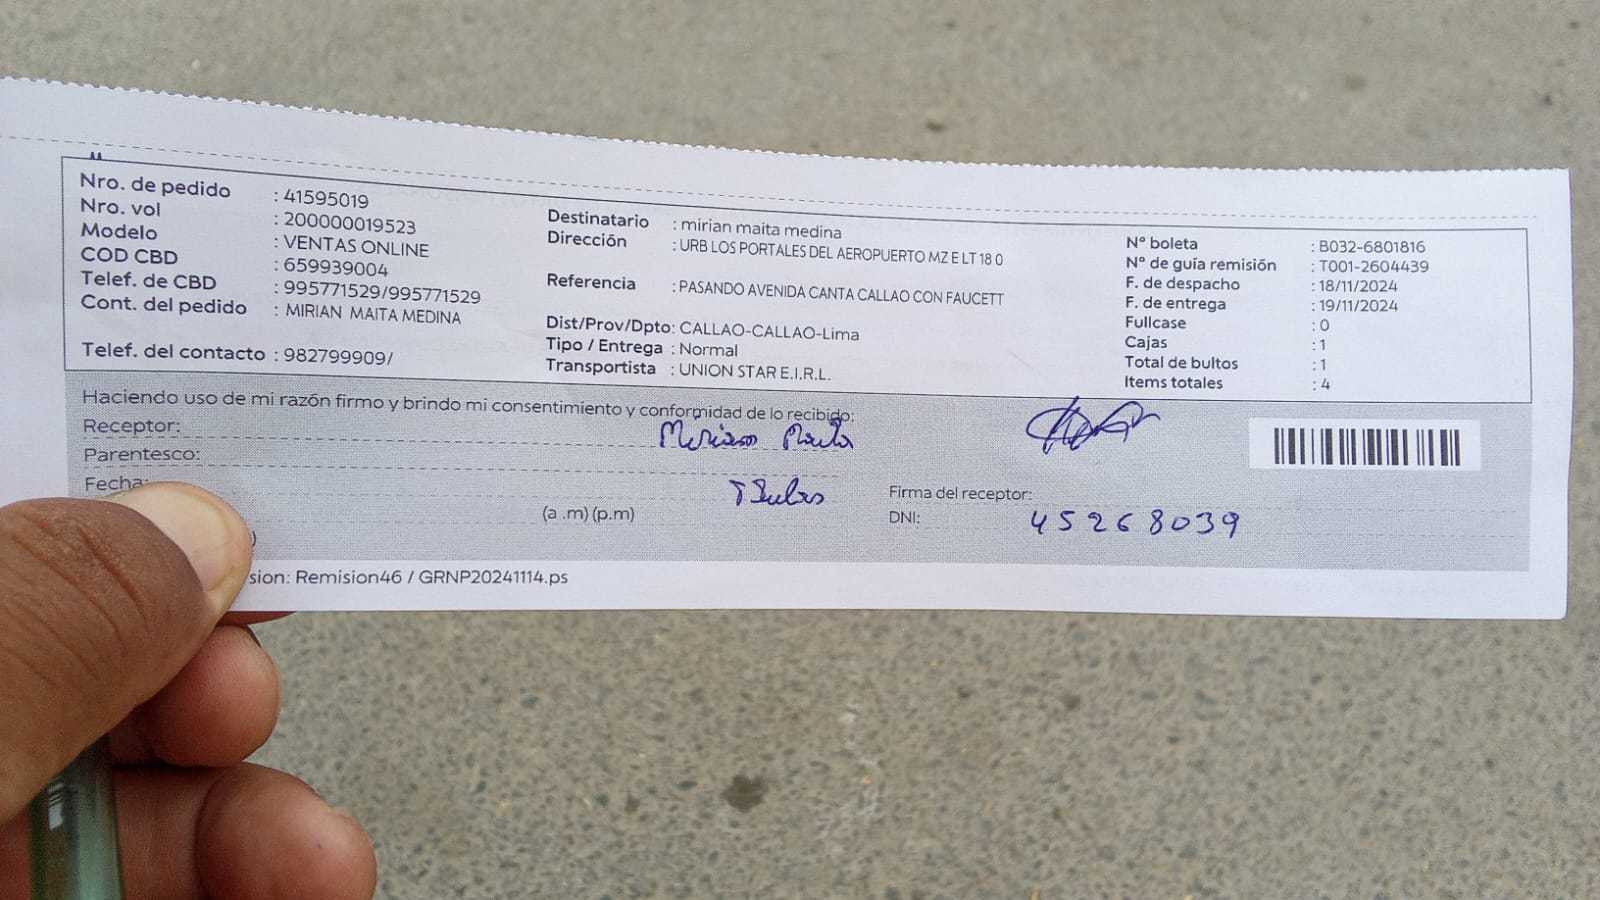 Nro. de pedido : 41595019
Nro. vol : 200000019523
Modelo : VENTAS ONLINE
COD CBD : 659939004
Telef. de CBD : 995771529/995771529
Cont. del pedido : MIRIAN MAITA MEDINA
Telef. del contacto : 982799909/
Destinatario : mirian maita medina
Dirección : URB LOS PORTALES DEL AEROPUERTO MZ E LT 18 0
Referencia : PASANDO AVENIDA CANTA CALLAO CON FAUCETT
Dist/Prov/Dpto: CALLAO-CALLAO-Lima
Tipo / Entrega : Normal
Transportista : UNION STAR E.I.R.L.
Nº boleta : B032-6801816
Nº de guía remisión : T001-2604439
F. de despacho : 18/11/2024
F. de entrega : 19/11/2024
Fullcase : 0
Cajas : 1
Total de bultos : 1
Items totales : 4
Haciendo uso de mi razón firmo y brindo mi consentimiento y conformidad de lo recibido:
Receptor: Miriam Maita
Parentesco:
Fecha:
(a .m) (p.m)
Firma del receptor:
DNI: 45268039
sion: Remision46 / GRNP20241114.ps